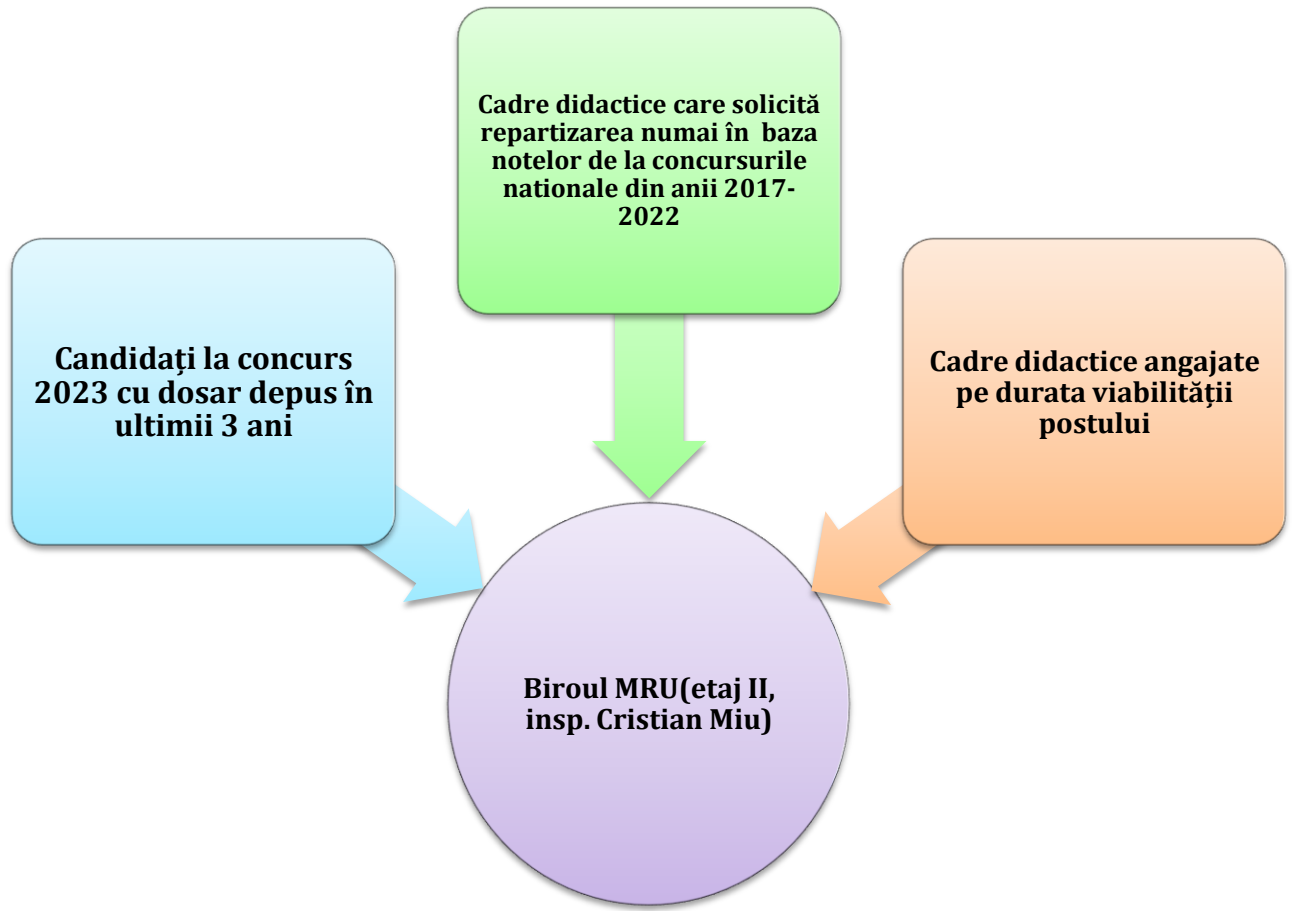 Cadre didactice care solicită
repartizarea numai în  baza
notelor de la concursurile
nationale din anii 2017-
2022
Candidați la concurs
2023 cu dosar depus în
ultimii 3 ani
Cadre didactice angajate
pe durata viabilității
postului
Biroul MRU(etaj II,
insp. Cristian Miu)